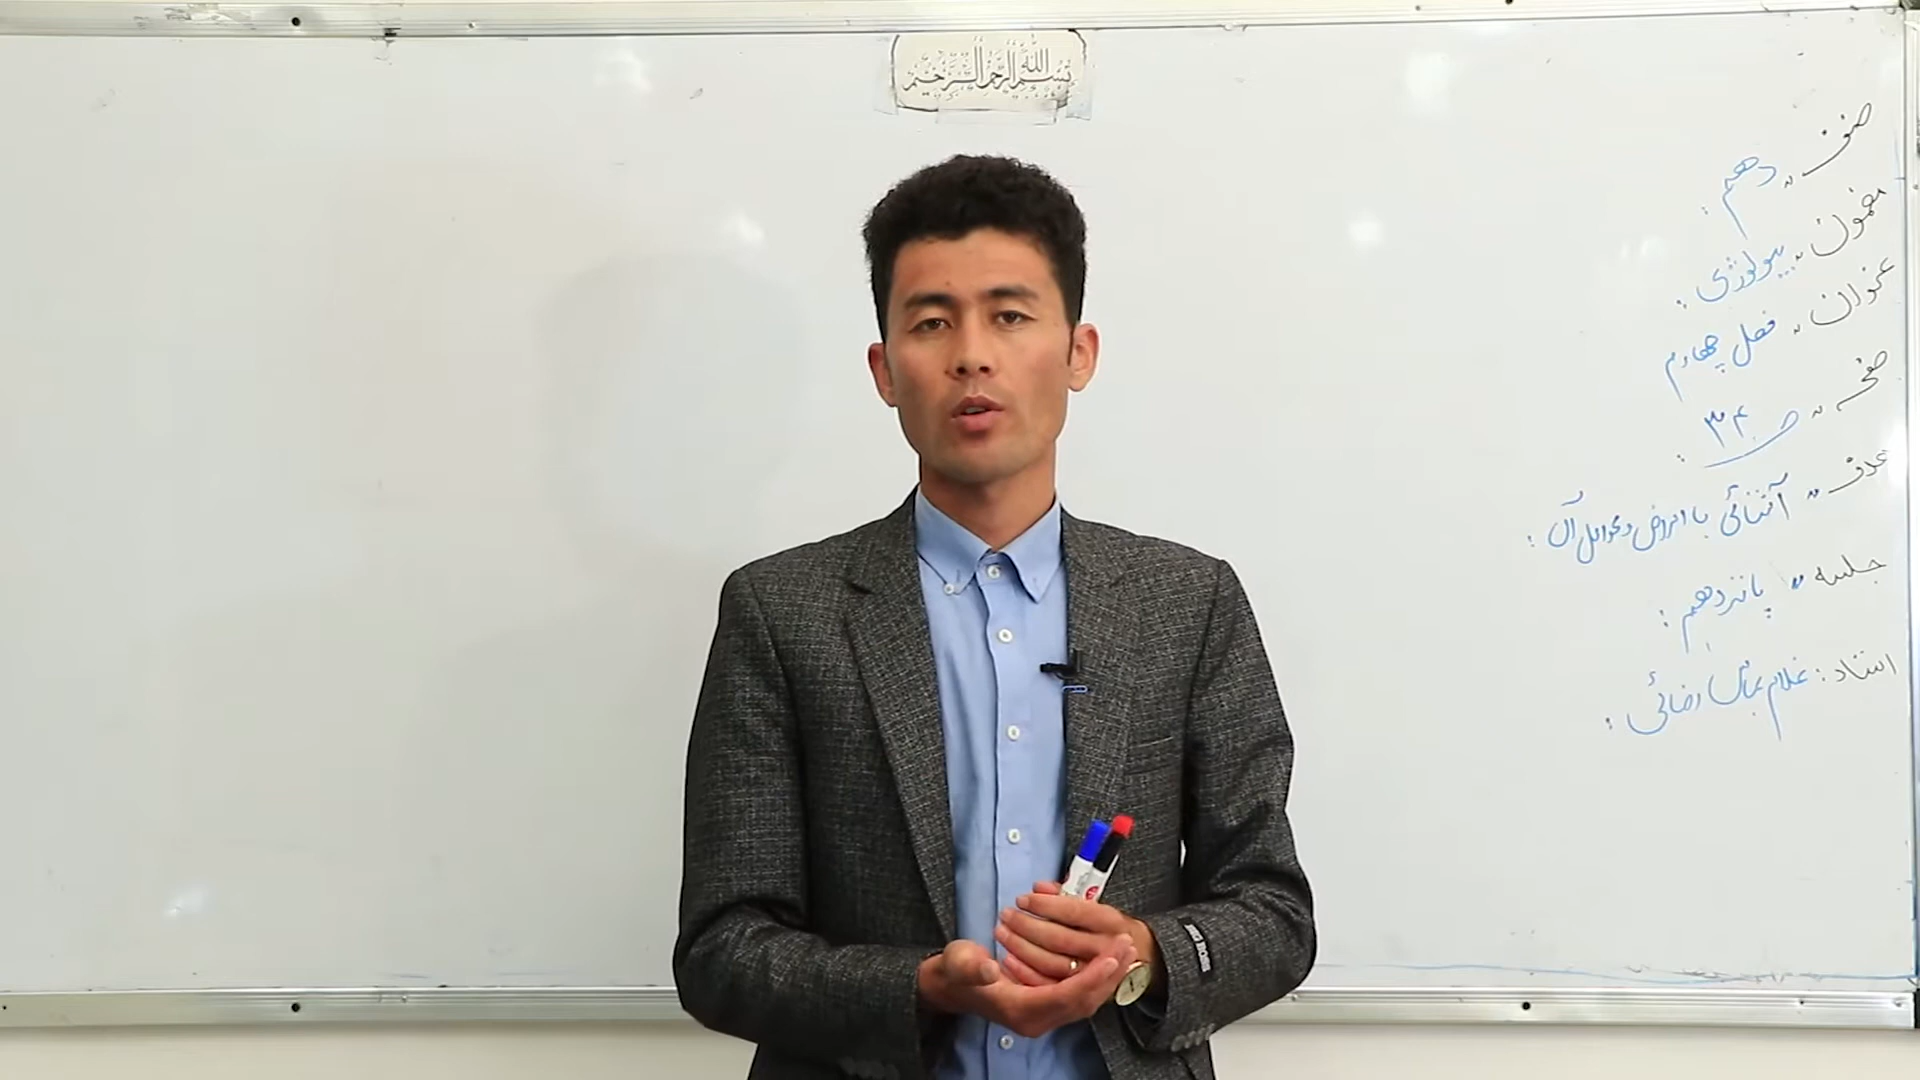 بسم الله الرحمن الرحیم
صنف: دهم:
مضمون: بیولوژی:
عنوان: فصل چهارم
صفحه: ص ۳۴:
هدف: آشنائی با امراض و عوامل آن:
جلسه: پانزدهم:
استاد: غلام عباس رضائی: